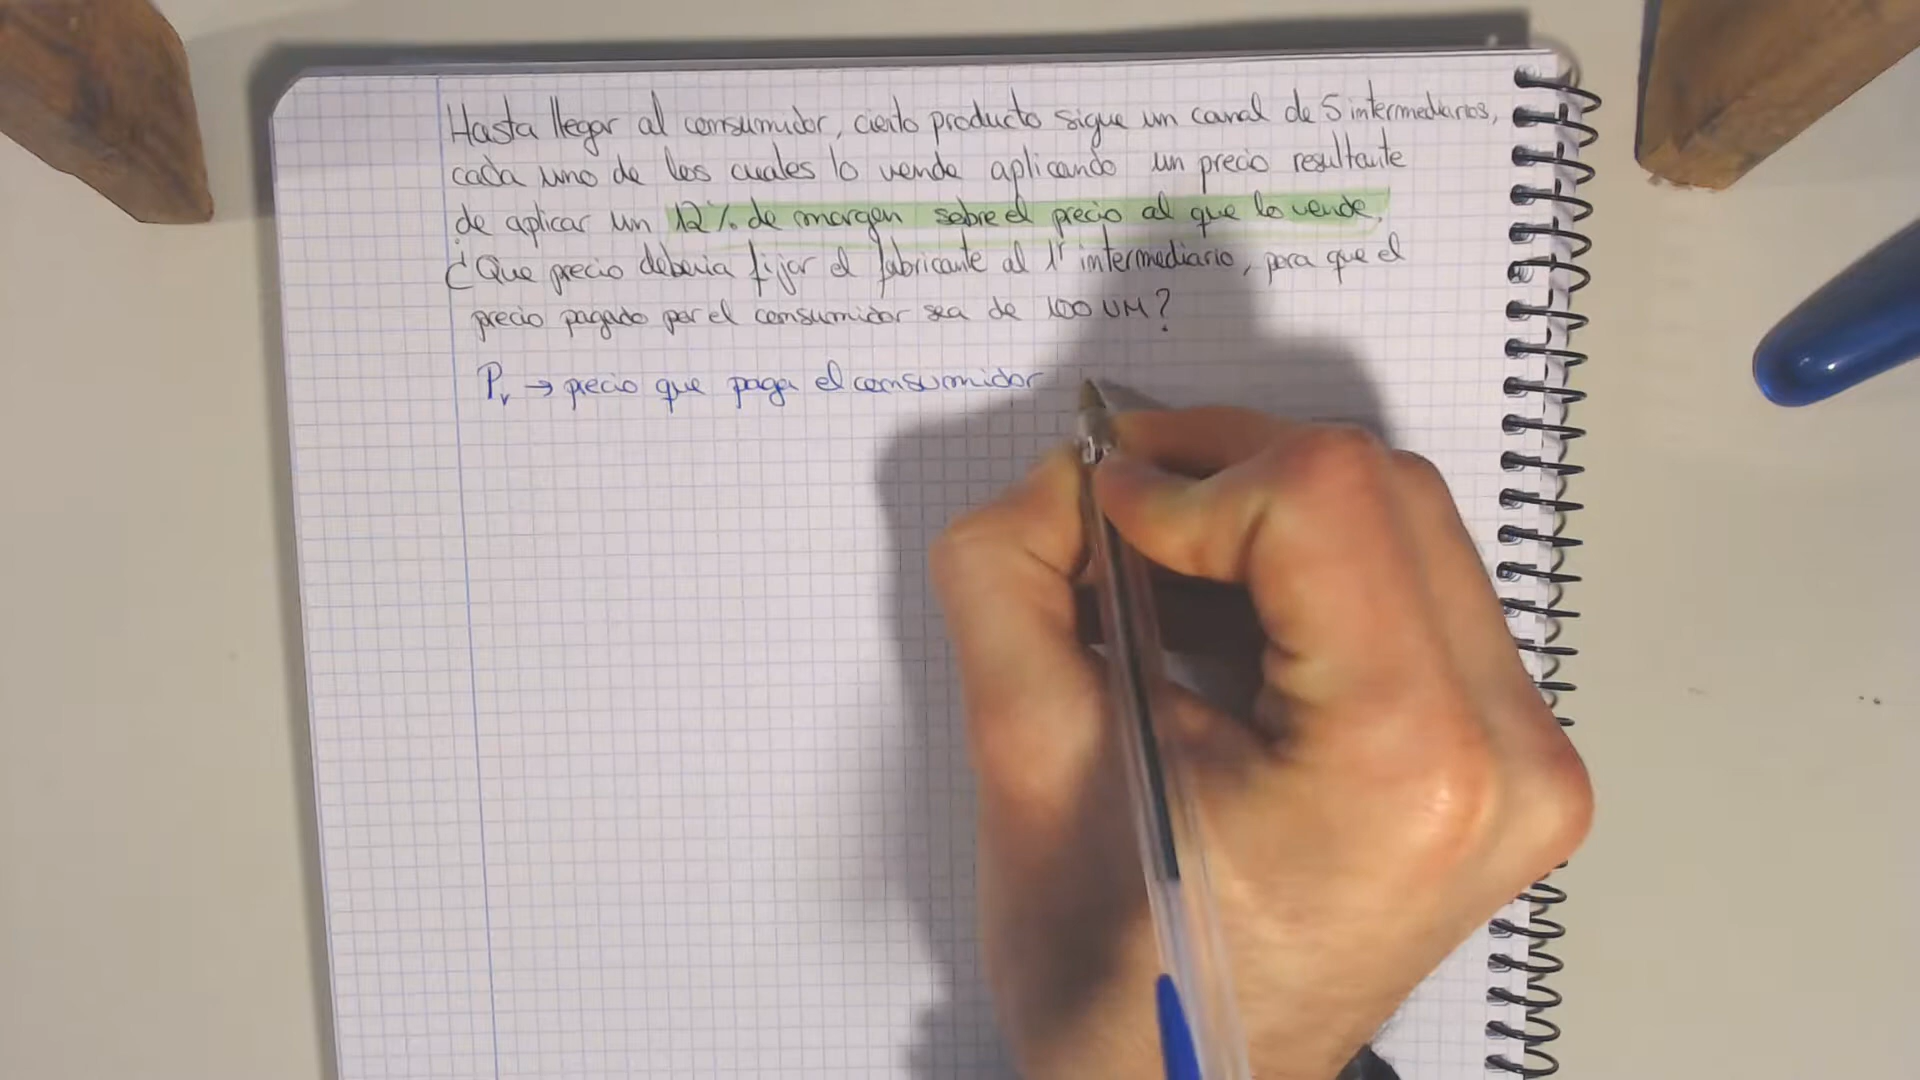 Hasta llegar al consumidor, cierto producto sigue un canal de 5 intermediarios,
cada uno de los cuales lo vende aplicando un precio resultante
de aplicar un 12% de margen sobre el precio al que lo vende.
¿Que precio deberia fijar el fabricante al 1r intermediario, para que el
precio pagado por el consumidor sea de 100 UM?
Pv → precio que paga el consumidor